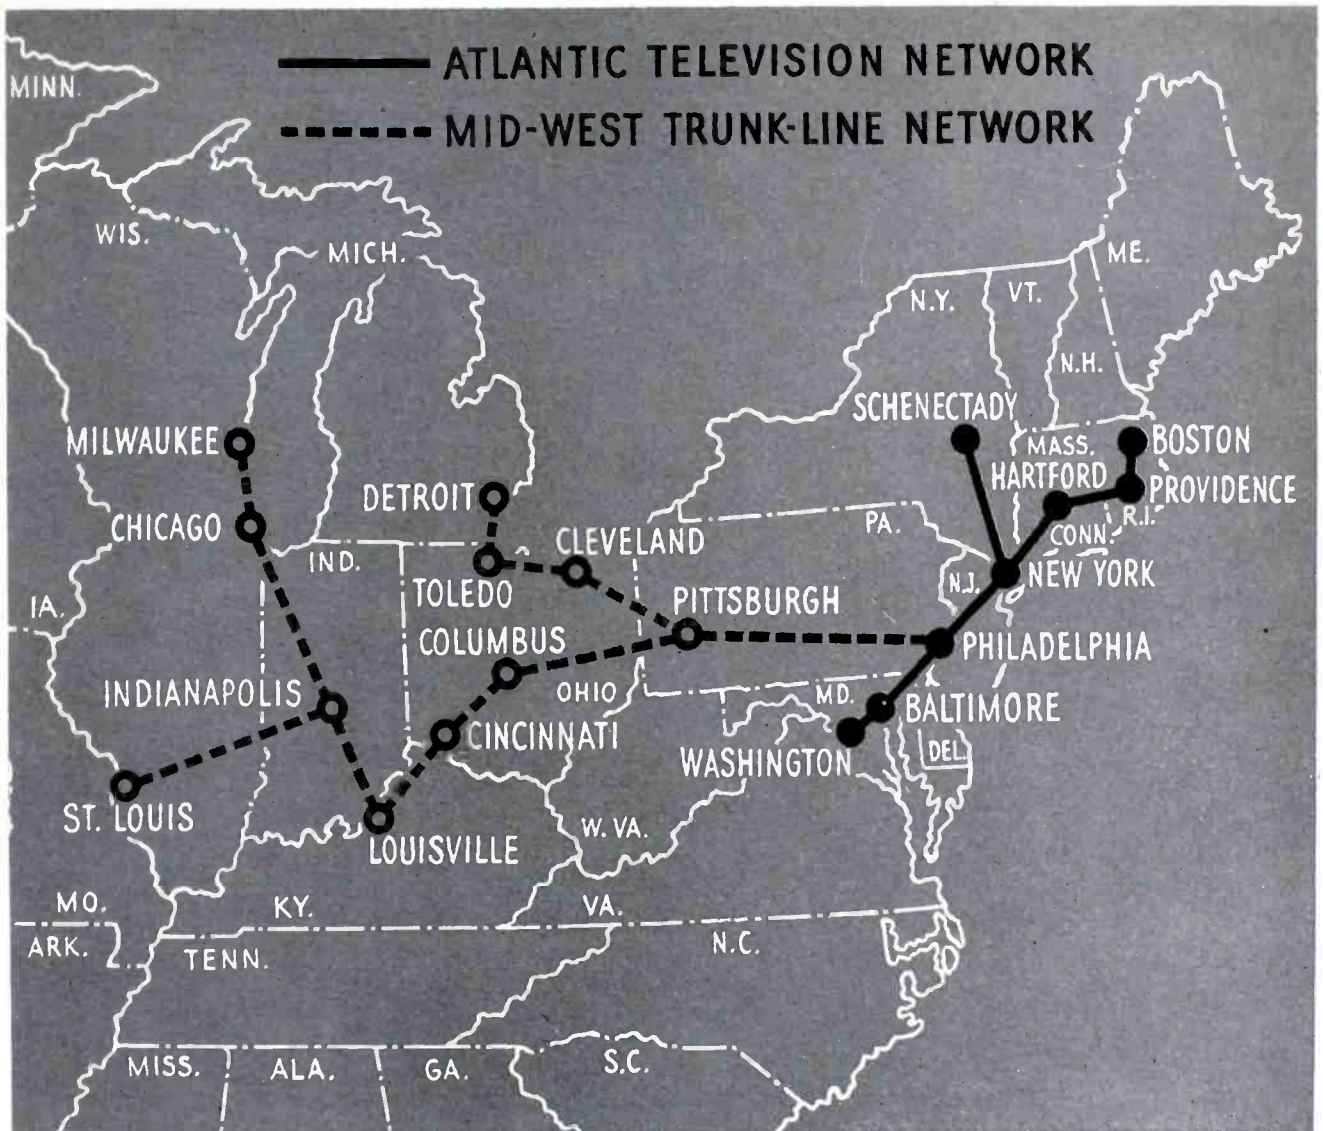 ATLANTIC TELEVISION NETWORK
MID-WEST TRUNK-LINE NETWORK
MINN.
WIS.
MICH.
ME.
N.Y.
VT.
N.H.
SCHENECTADY
MASS.
BOSTON
HARTFORD
PROVIDENCE
R.I.
CONN.
MILWAUKEE
DETROIT
CHICAGO
PA.
CLEVELAND
IND.
N.J.
NEW YORK
TOLEDO
PITTSBURGH
IA.
COLUMBUS
PHILADELPHIA
INDIANAPOLIS
OHIO
MD.
BALTIMORE
CINCINNATI
WASHINGTON
DEL.
ST. LOUIS
LOUISVILLE
W. VA.
MO.
KY.
VA.
ARK.
TENN.
N.C.
MISS.
ALA.
GA.
S.C.